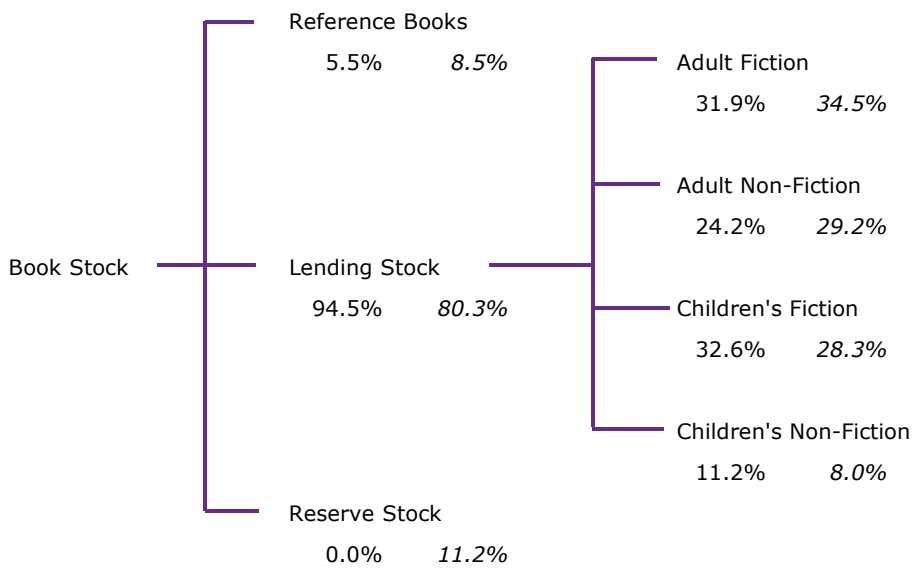 Reference Books
5.5% 8.5%
Adult Fiction
31.9% 34.5%
Adult Non-Fiction
24.2% 29.2%
Book Stock
Lending Stock
94.5% 80.3%
Children's Fiction
32.6% 28.3%
Children's Non-Fiction
11.2% 8.0%
Reserve Stock
0.0% 11.2%